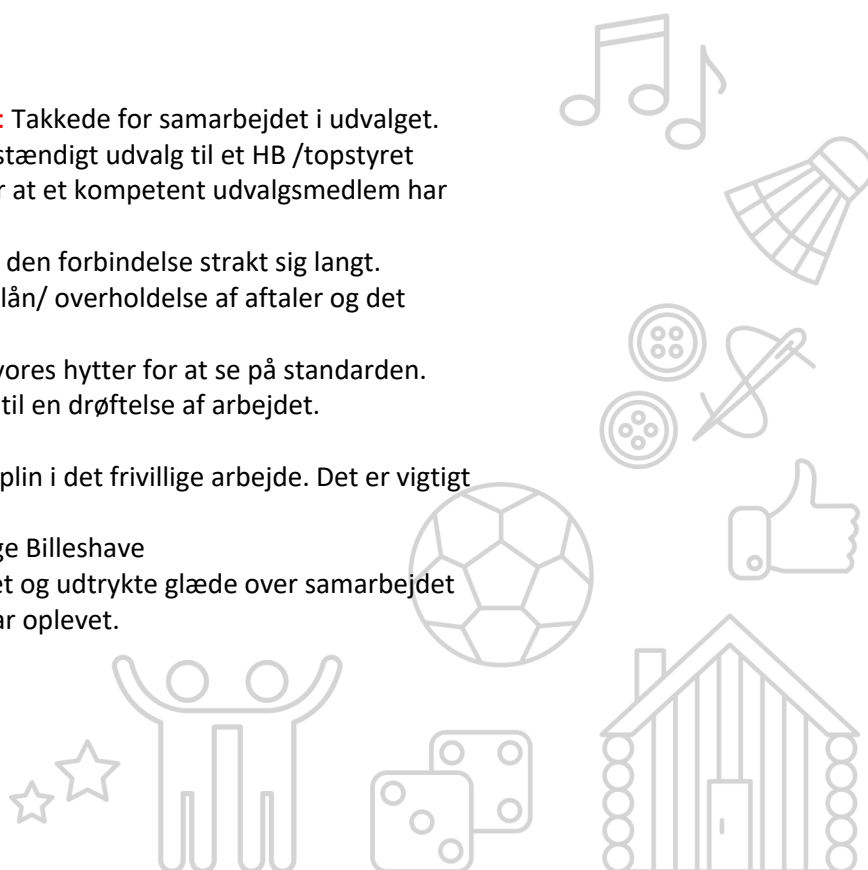 : Takkede for samarbejdet i udvalget.
stændigt udvalg til et HB /topstyret
r at et kompetent udvalgsmedlem har
den forbindelse strakt sig langt.
lån/ overholdelse af aftaler og det
vores hytter for at se på standarden.
til en drøftelse af arbejdet.
plin i det frivillige arbejde. Det er vigtigt
ge Billeshave
et og udtrykte glæde over samarbejdet
ar oplevet.